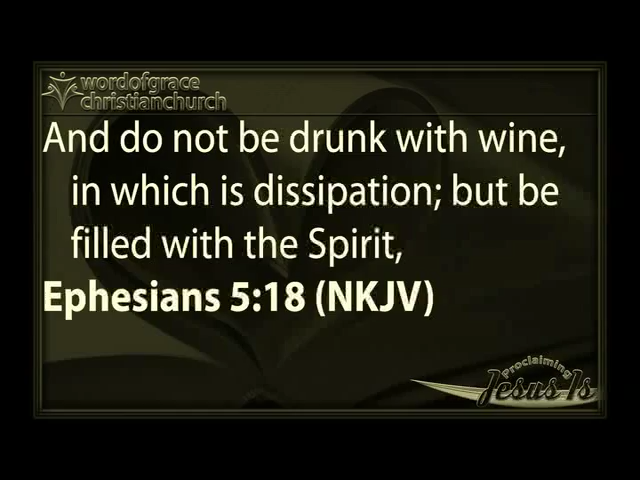 wordofgrace
christianchurch
And do not be drunk with wine,
in which is dissipation; but be
filled with the Spirit,
Ephesians 5:18 (NKJV)
Proclaiming
Jesus Is